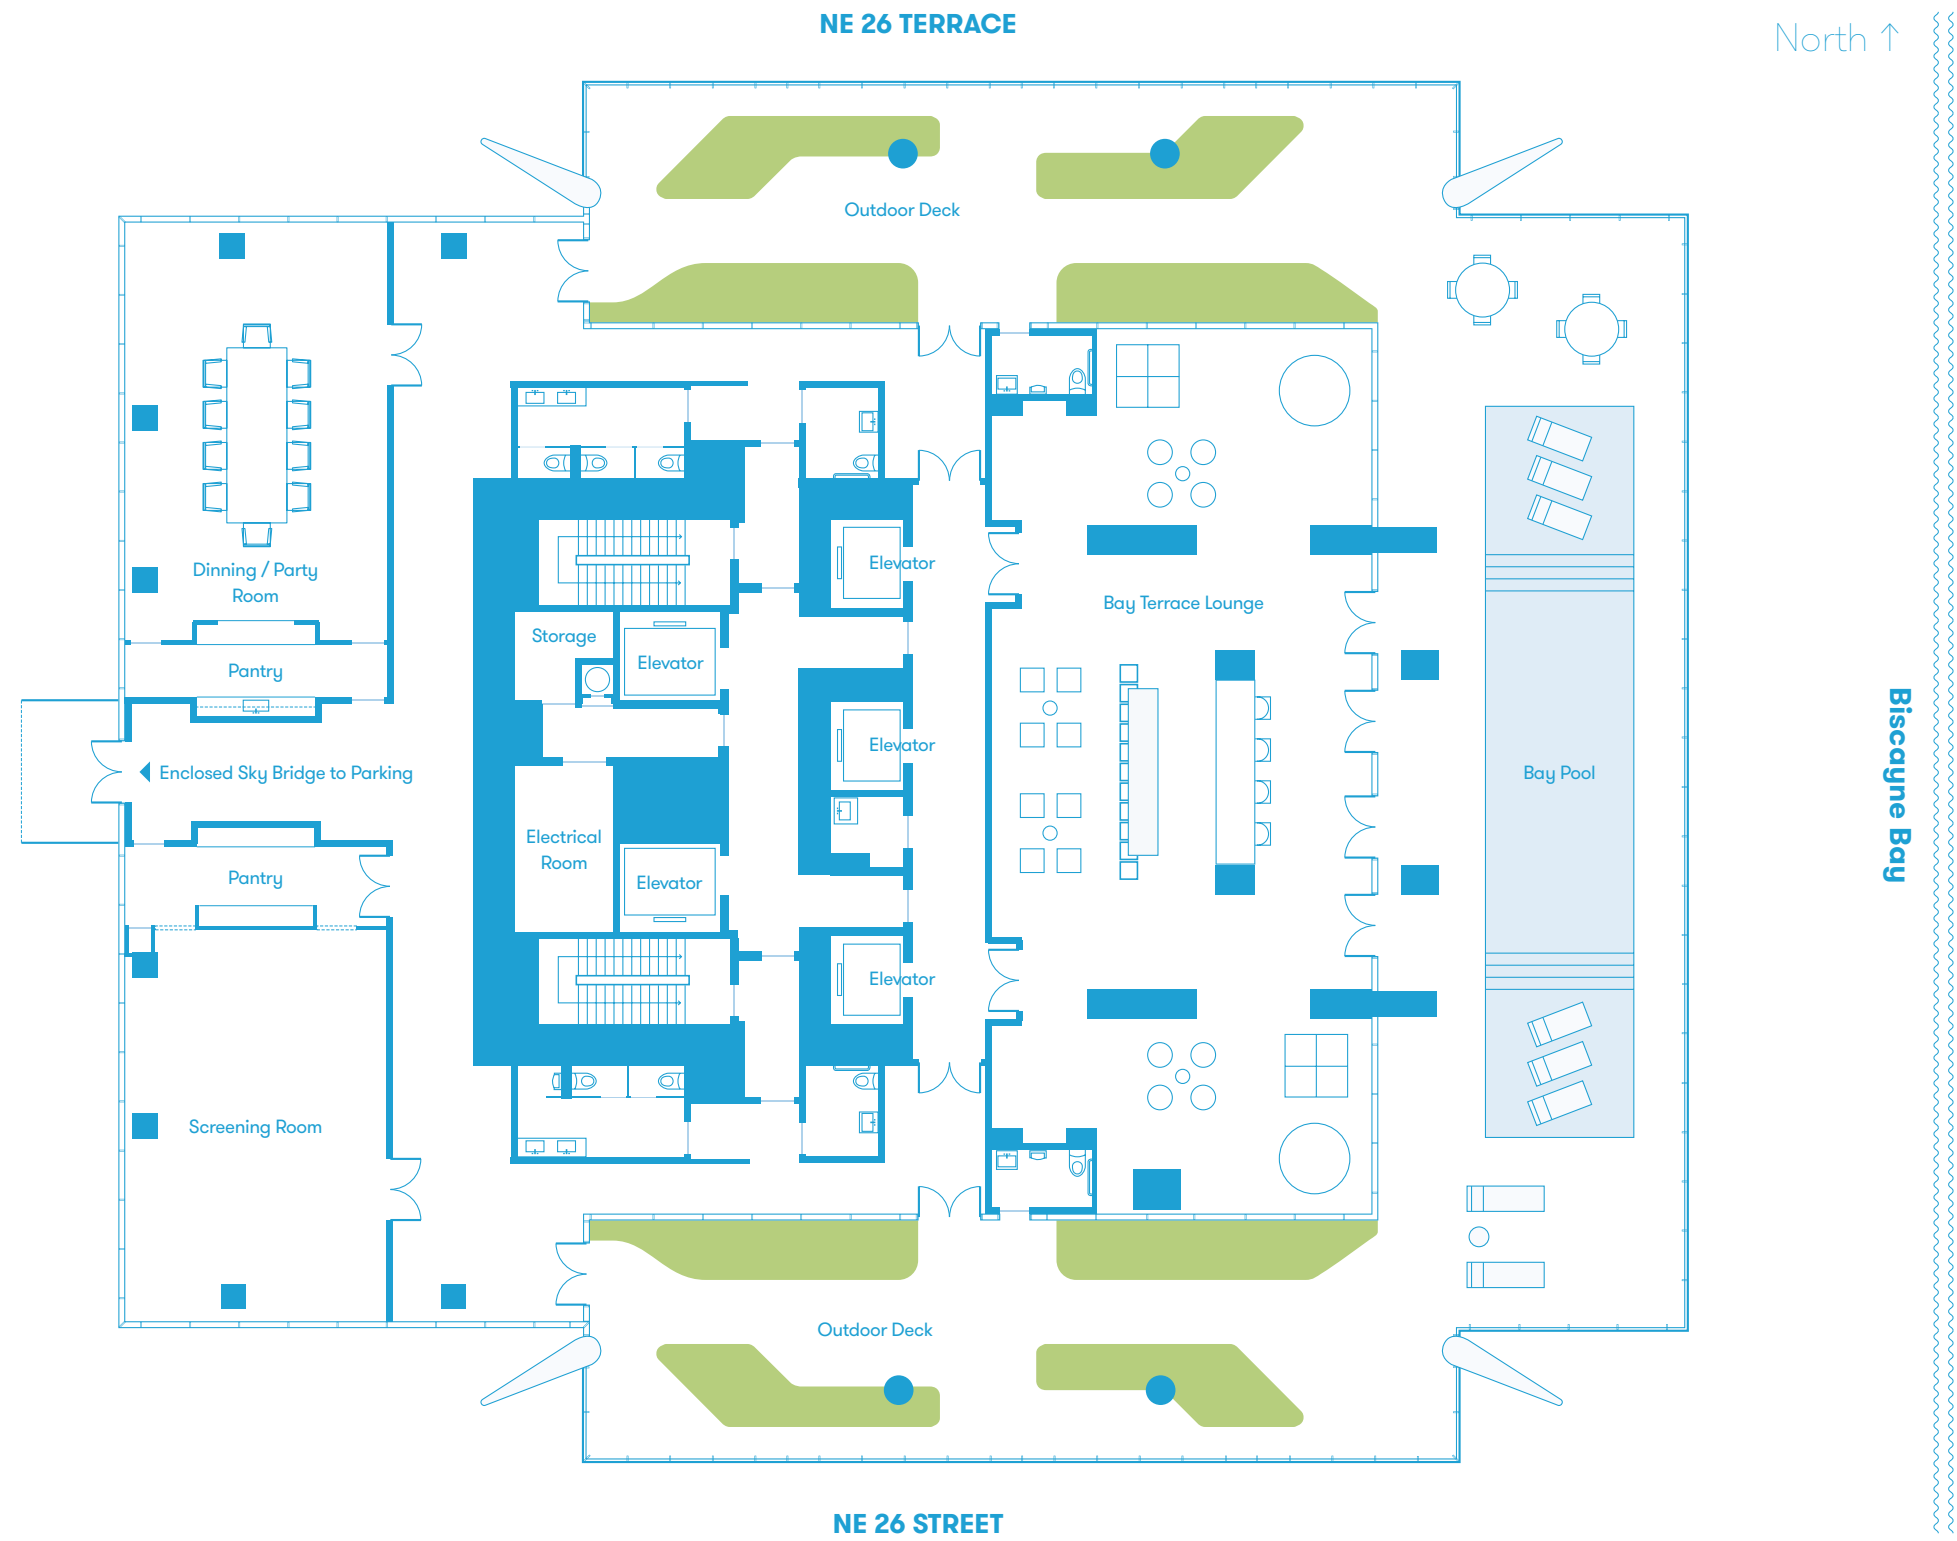 NE 26 TERRACE
North ↑
Outdoor Deck
Dinning / Party
Room
Elevator
Bay Terrace Lounge
Storage
Elevator
Pantry
Elevator
Enclosed Sky Bridge to Parking
Bay Pool
Biscayne Bay
Electrical
Room
Pantry
Elevator
Elevator
Screening Room
Outdoor Deck
NE 26 STREET